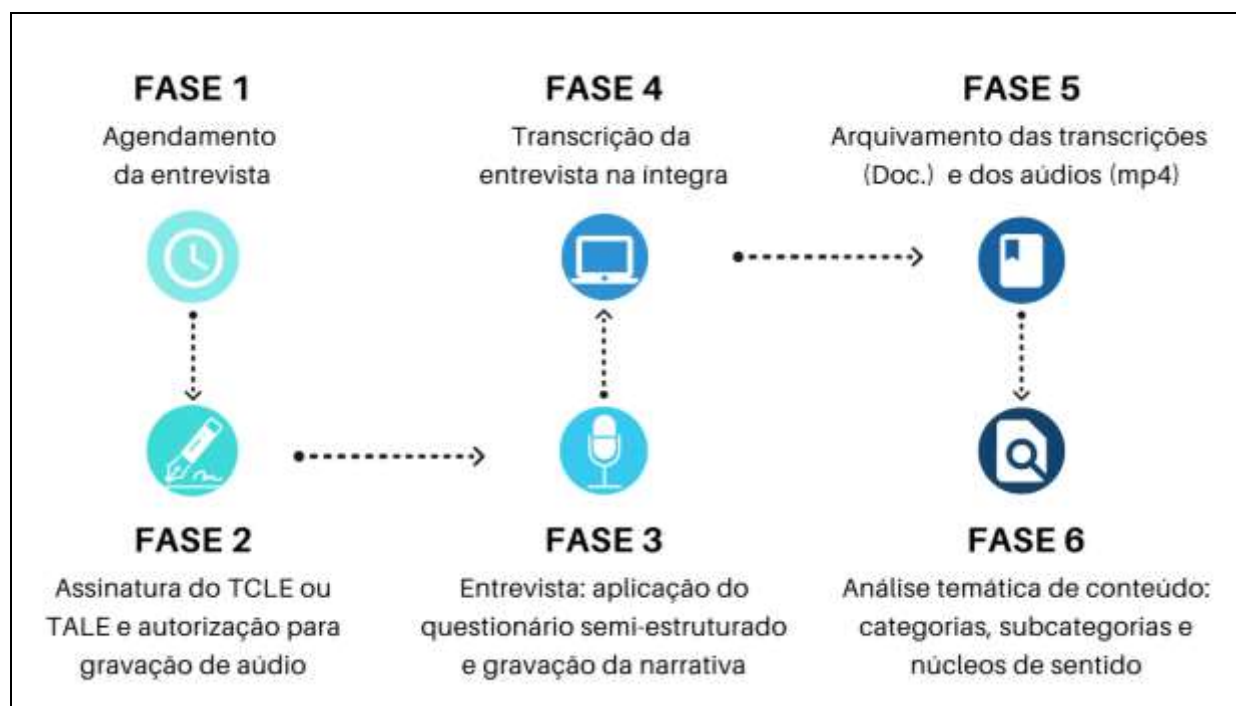 FASE 1
Agendamento
da entrevista
FASE 2
Assinatura do TCLE ou
TALE e autorização para
gravação de aúdio
FASE 3
Entrevista: aplicação do
questionário semi-estruturado
e gravação da narrativa
FASE 4
Transcrição da
entrevista na íntegra
FASE 5
Arquivamento das transcrições
(Doc.) e dos aúdios (mp4)
FASE 6
Análise temática de conteúdo:
categorias, subcategorias e
núcleos de sentido